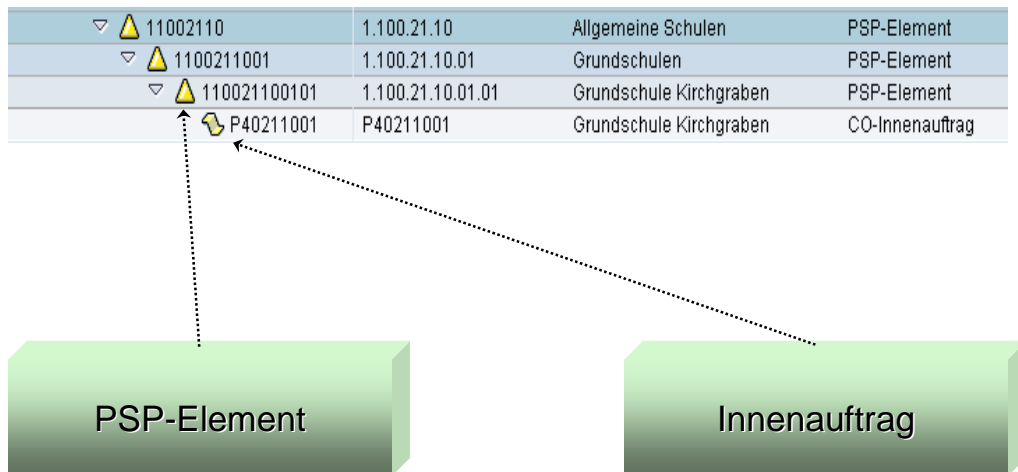 11002110 1.100.21.10 Allgemeine Schulen PSP-Element
1100211001 1.100.21.10.01 Grundschulen PSP-Element
110021100101 1.100.21.10.01.01 Grundschule Kirchgraben PSP-Element
P40211001 P40211001 Grundschule Kirchgraben CO-Innenauftrag
PSP-Element Innenauftrag